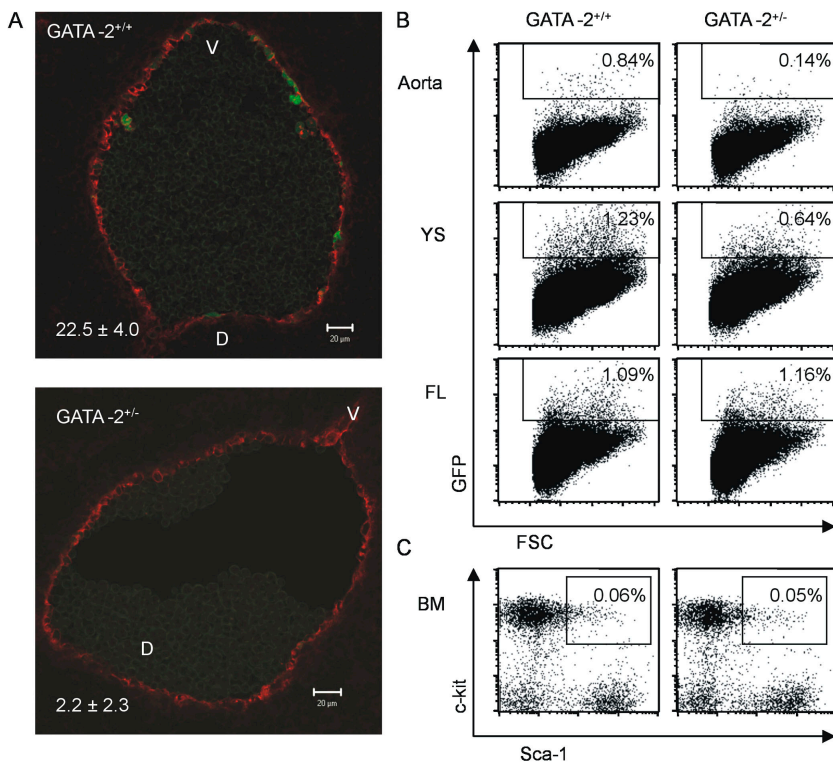 A
GATA -2+/+
V
22.5 ± 4.0
D
20 µm
GATA -2+/-
V
D
2.2 ± 2.3
20 µm
B
GATA -2+/+
GATA -2+/-
Aorta
0.84%
0.14%
YS
1.23%
0.64%
FL
1.09%
1.16%
GFP
FSC
C
BM
0.06%
0.05%
c-kit
Sca-1